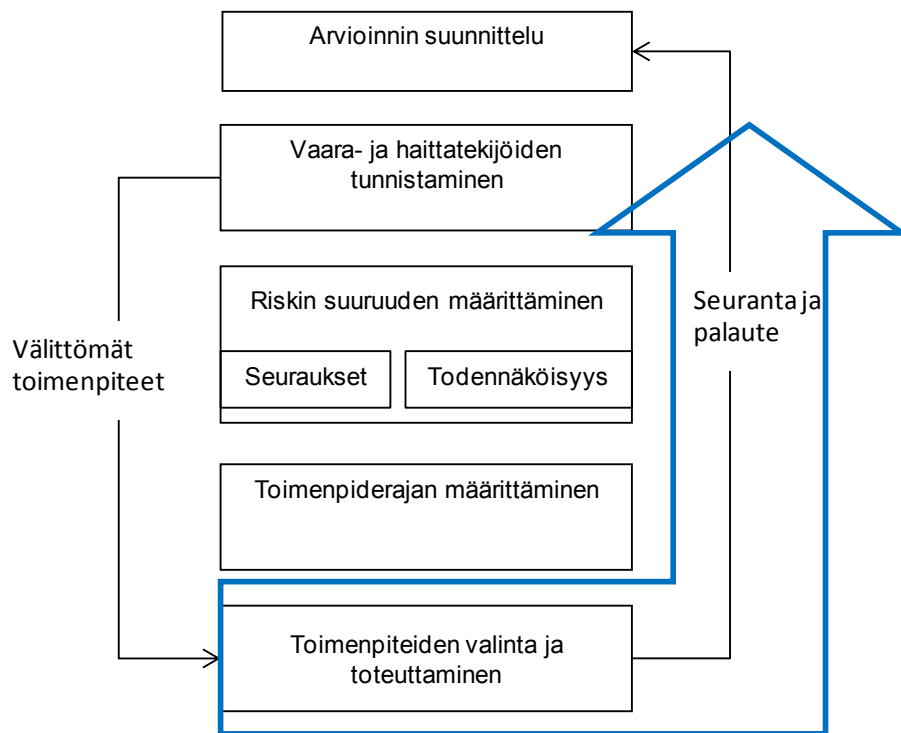 Arvioinnin suunnittelu
Vaara- ja haittatekijöiden
tunnistaminen
Riskin suuruuden määrittäminen
Seuraukset
Todennäköisyys
Välittömät
toimenpiteet
Seuranta ja
palaute
Toimenpiderajan määrittäminen
Toimenpiteiden valinta ja
toteuttaminen